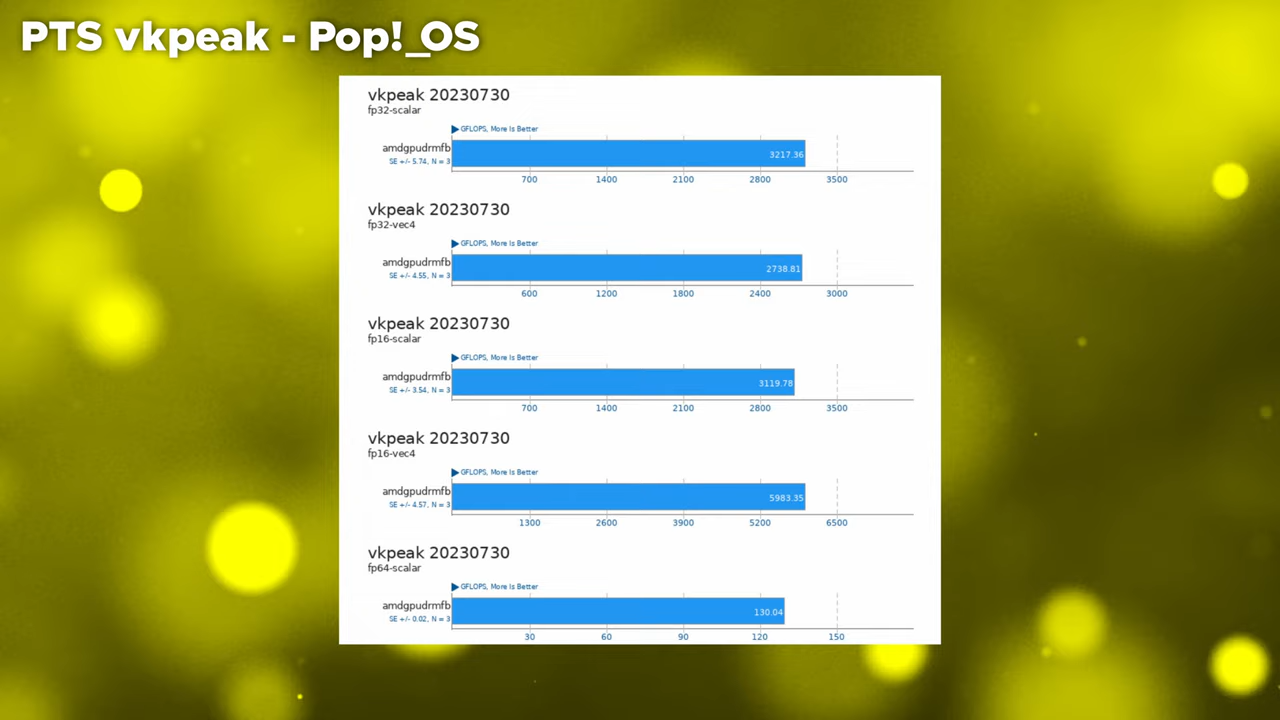 PTS vkpeak - Pop!_OS
vkpeak 20230730
fp32-scalar
GFLOPS, More Is Better
amdgpudrmfb
SE +/- 5.74, N = 3
3217.36
700 1400 2100 2800 3500
vkpeak 20230730
fp32-vec4
GFLOPS, More Is Better
amdgpudrmfb
SE +/- 4.55, N = 3
2738.81
600 1200 1800 2400 3000
vkpeak 20230730
fp16-scalar
GFLOPS, More Is Better
amdgpudrmfb
SE +/- 3.54, N = 3
3119.78
700 1400 2100 2800 3500
vkpeak 20230730
fp16-vec4
GFLOPS, More Is Better
amdgpudrmfb
SE +/- 4.57, N = 3
5983.35
1300 2600 3900 5200 6500
vkpeak 20230730
fp64-scalar
GFLOPS, More Is Better
amdgpudrmfb
SE +/- 0.02, N = 3
130.04
30 60 90 120 150